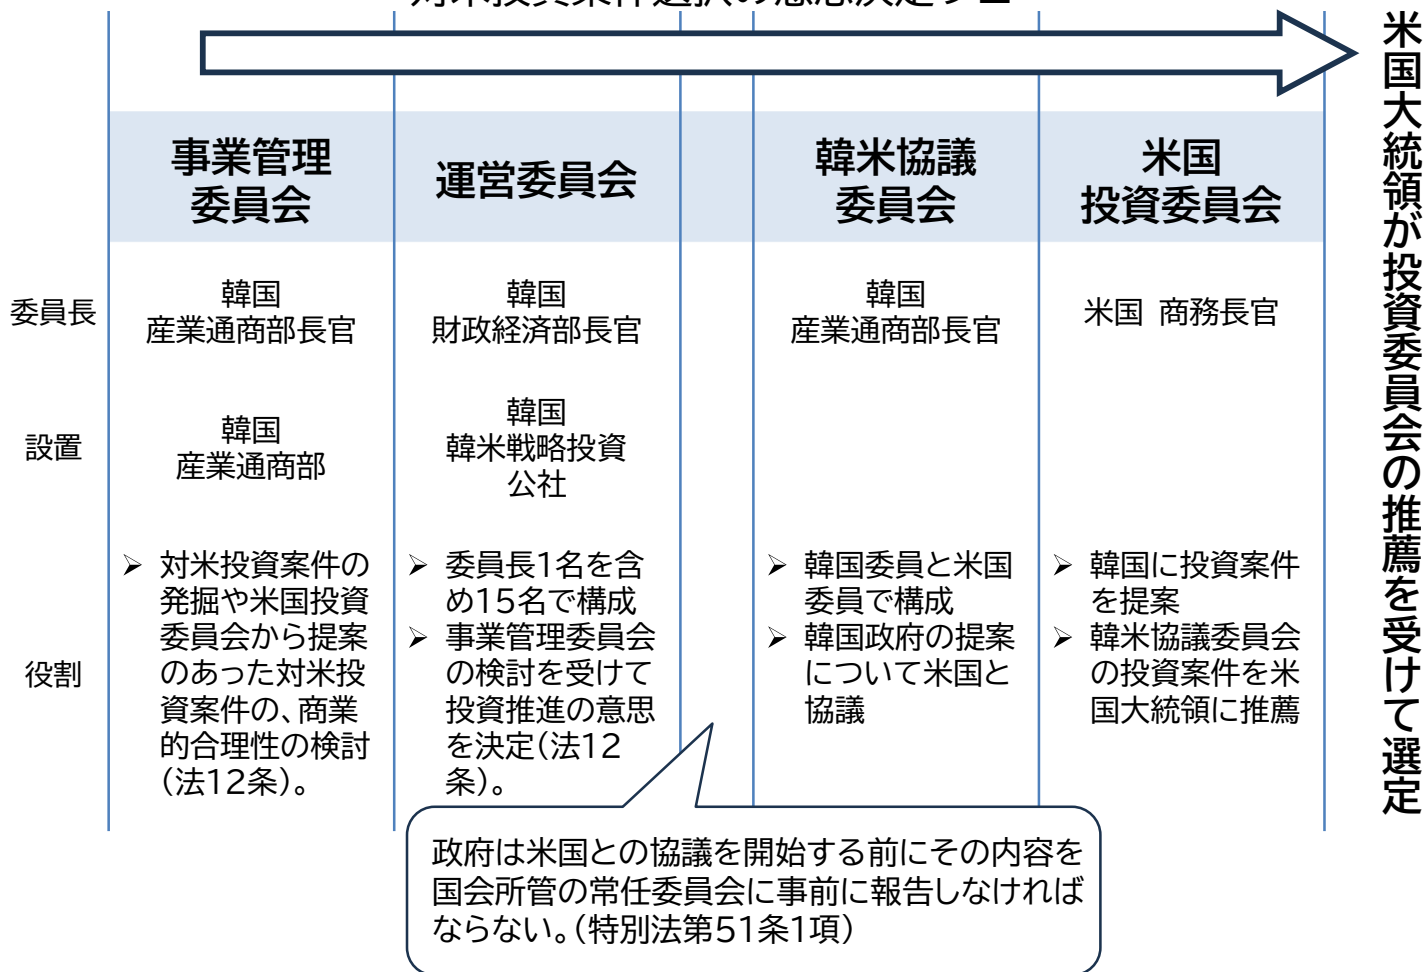 対米投資案件選択の意思決定フロー
事業管理
委員会
運営委員会
韓米協議
委員会
米国
投資委員会
委員長
韓国
産業通商部長官
韓国
財政経済部長官
韓国
産業通商部長官
米国 商務長官
設置
韓国
産業通商部
韓国
韓米戦略投資
公社
役割
➢ 対米投資案件の
発掘や米国投資
委員会から提案
のあった対米投
資案件の、商業
的合理性の検討
(法12条)。
➢ 委員長1名を含
め15名で構成
➢ 事業管理委員会
の検討を受けて
投資推進の意思
を決定(法12
条)。
➢ 韓国委員と米国
委員で構成
➢ 韓国政府の提案
について米国と
協議
➢ 韓国に投資案件
を提案
➢ 韓米協議委員会
の投資案件を米
国大統領に推薦
政府は米国との協議を開始する前にその内容を
国会所管の常任委員会に事前に報告しなければ
ならない。(特別法第51条1項)
米国大統領が投資委員会の推薦を受けて選定